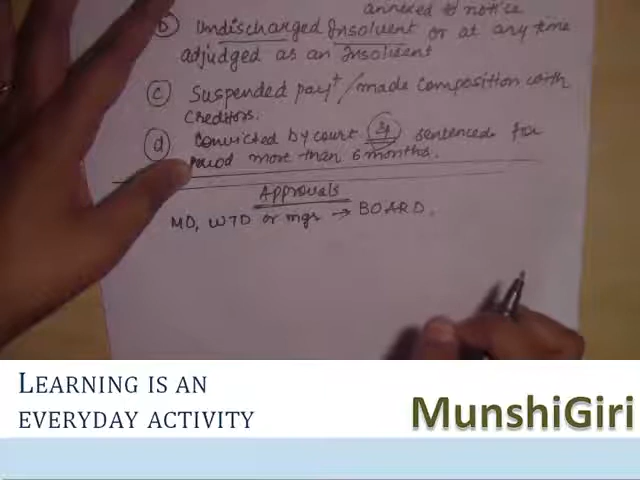 annexed to notice
(b) Undischarged Insolvent or at any time
adjudged as an Insolvent
(c) Suspended payt/made composition with
creditors.
(d) Convicted by court & sentenced for
period more than 6 months.
Approvals
MD, WTD or mgr → BOARD.
LEARNING IS AN
EVERYDAY ACTIVITY
MunshiGiri